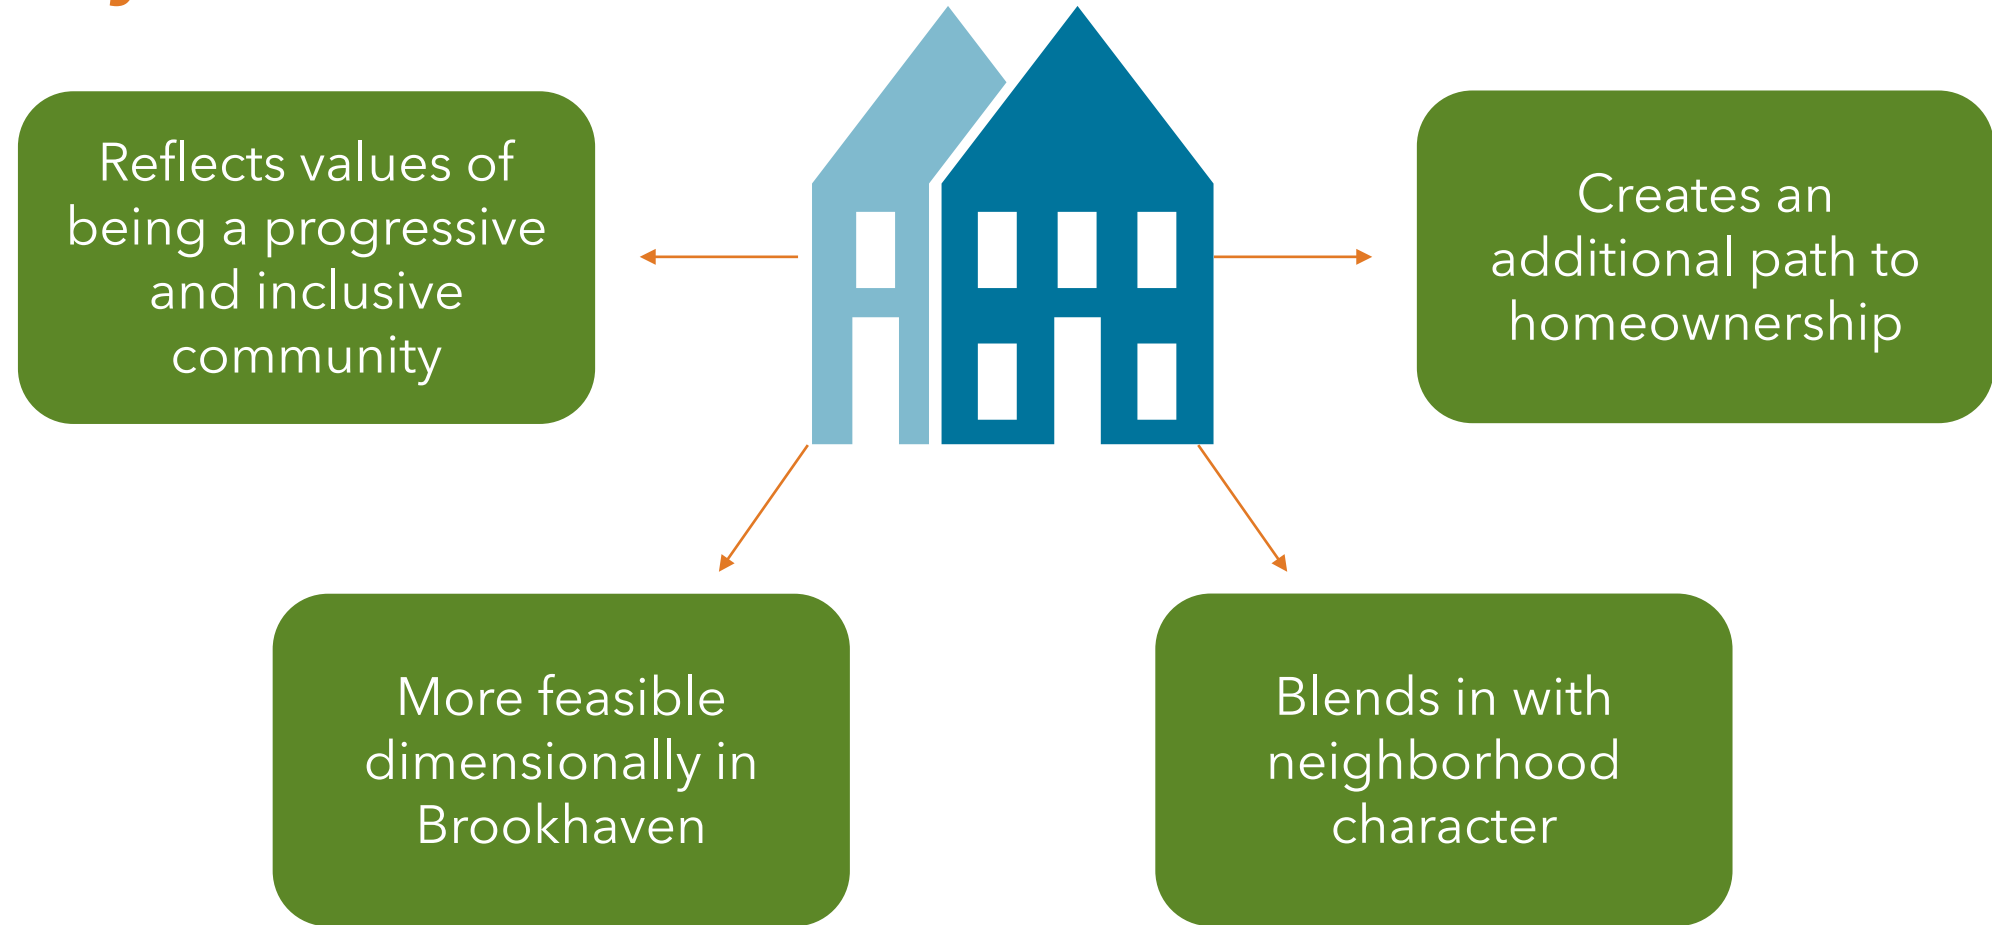 Reflects values of
being a progressive
and inclusive
community
Creates an
additional path to
homeownership
More feasible
dimensionally in
Brookhaven
Blends in with
neighborhood
character